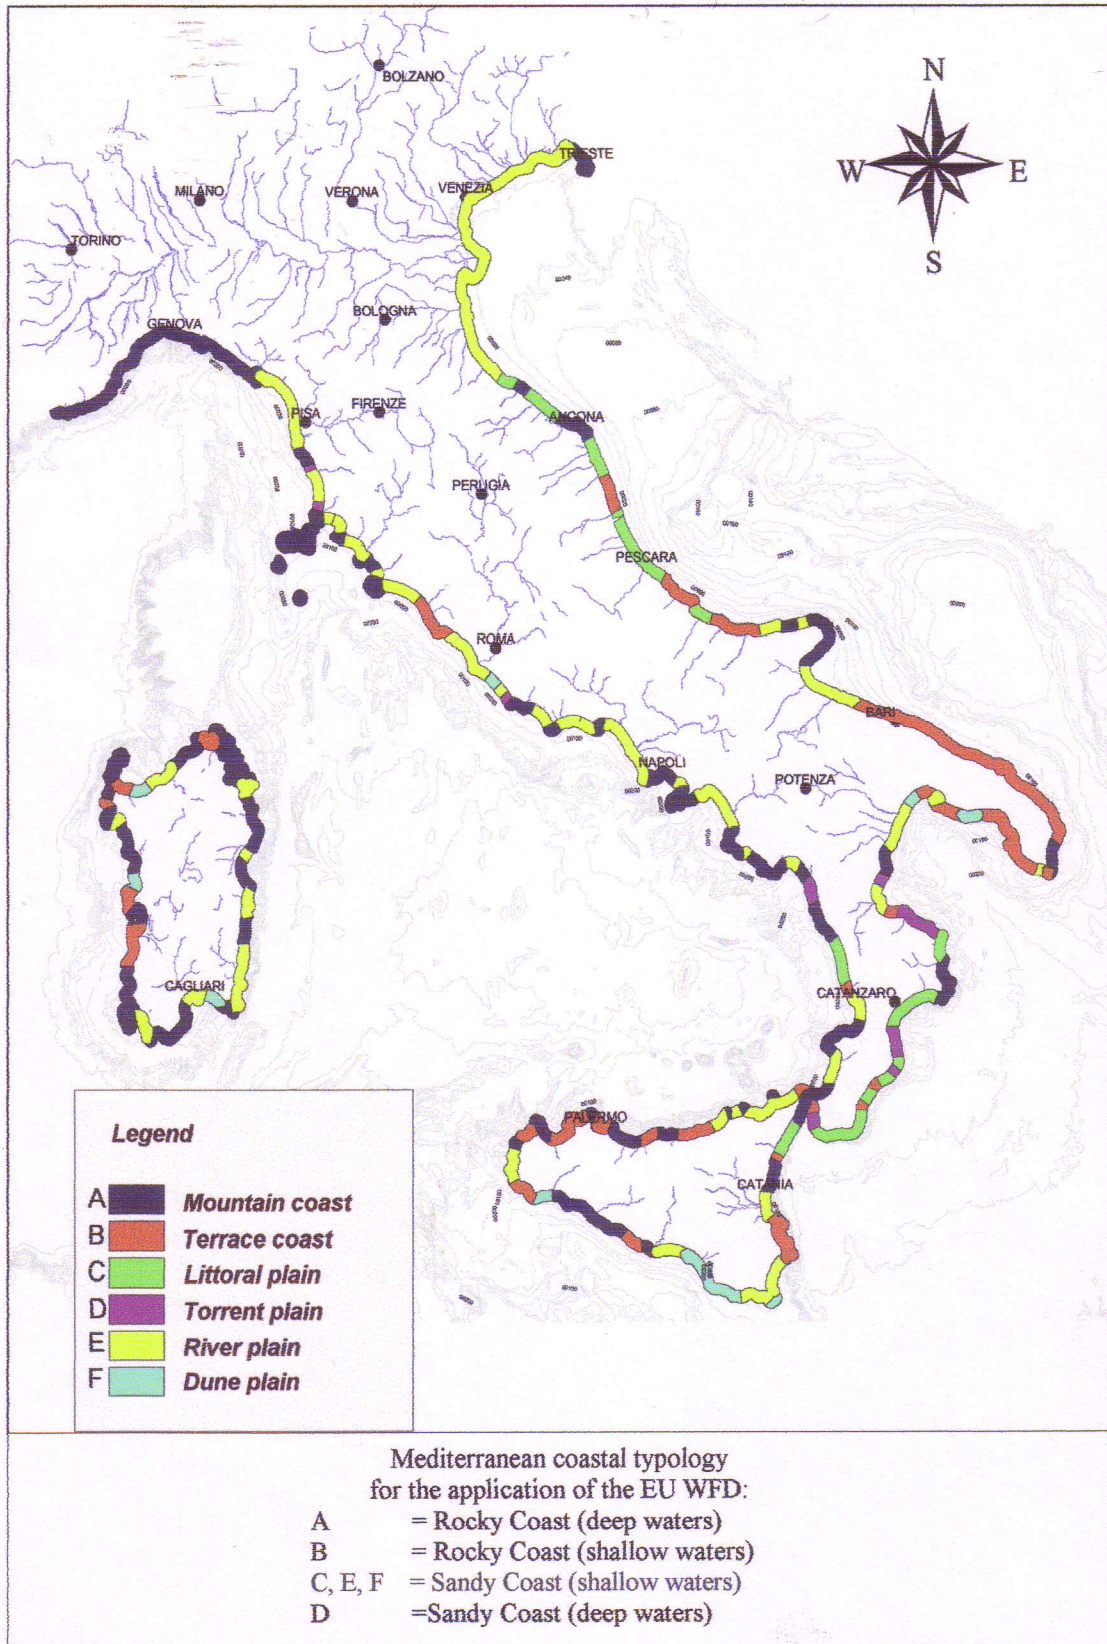 BOLZANO
N
TRIESTE
W
E
MILANO
VERONA
VENEZIA
TORINO
S
BOLOGNA
GENOVA
FIRENZE
PISA
ANCONA
PERUGIA
PESCARA
ROMA
BARI
NAPOLI
POTENZA
CAGLIARI
CATANZARO
PALERMO
CATANIA
Legend
A Mountain coast
B Terrace coast
C Littoral plain
D Torrent plain
E River plain
F Dune plain
Mediterranean coastal typology
for the application of the EU WFD:
A = Rocky Coast (deep waters)
B = Rocky Coast (shallow waters)
C, E, F = Sandy Coast (shallow waters)
D =Sandy Coast (deep waters)